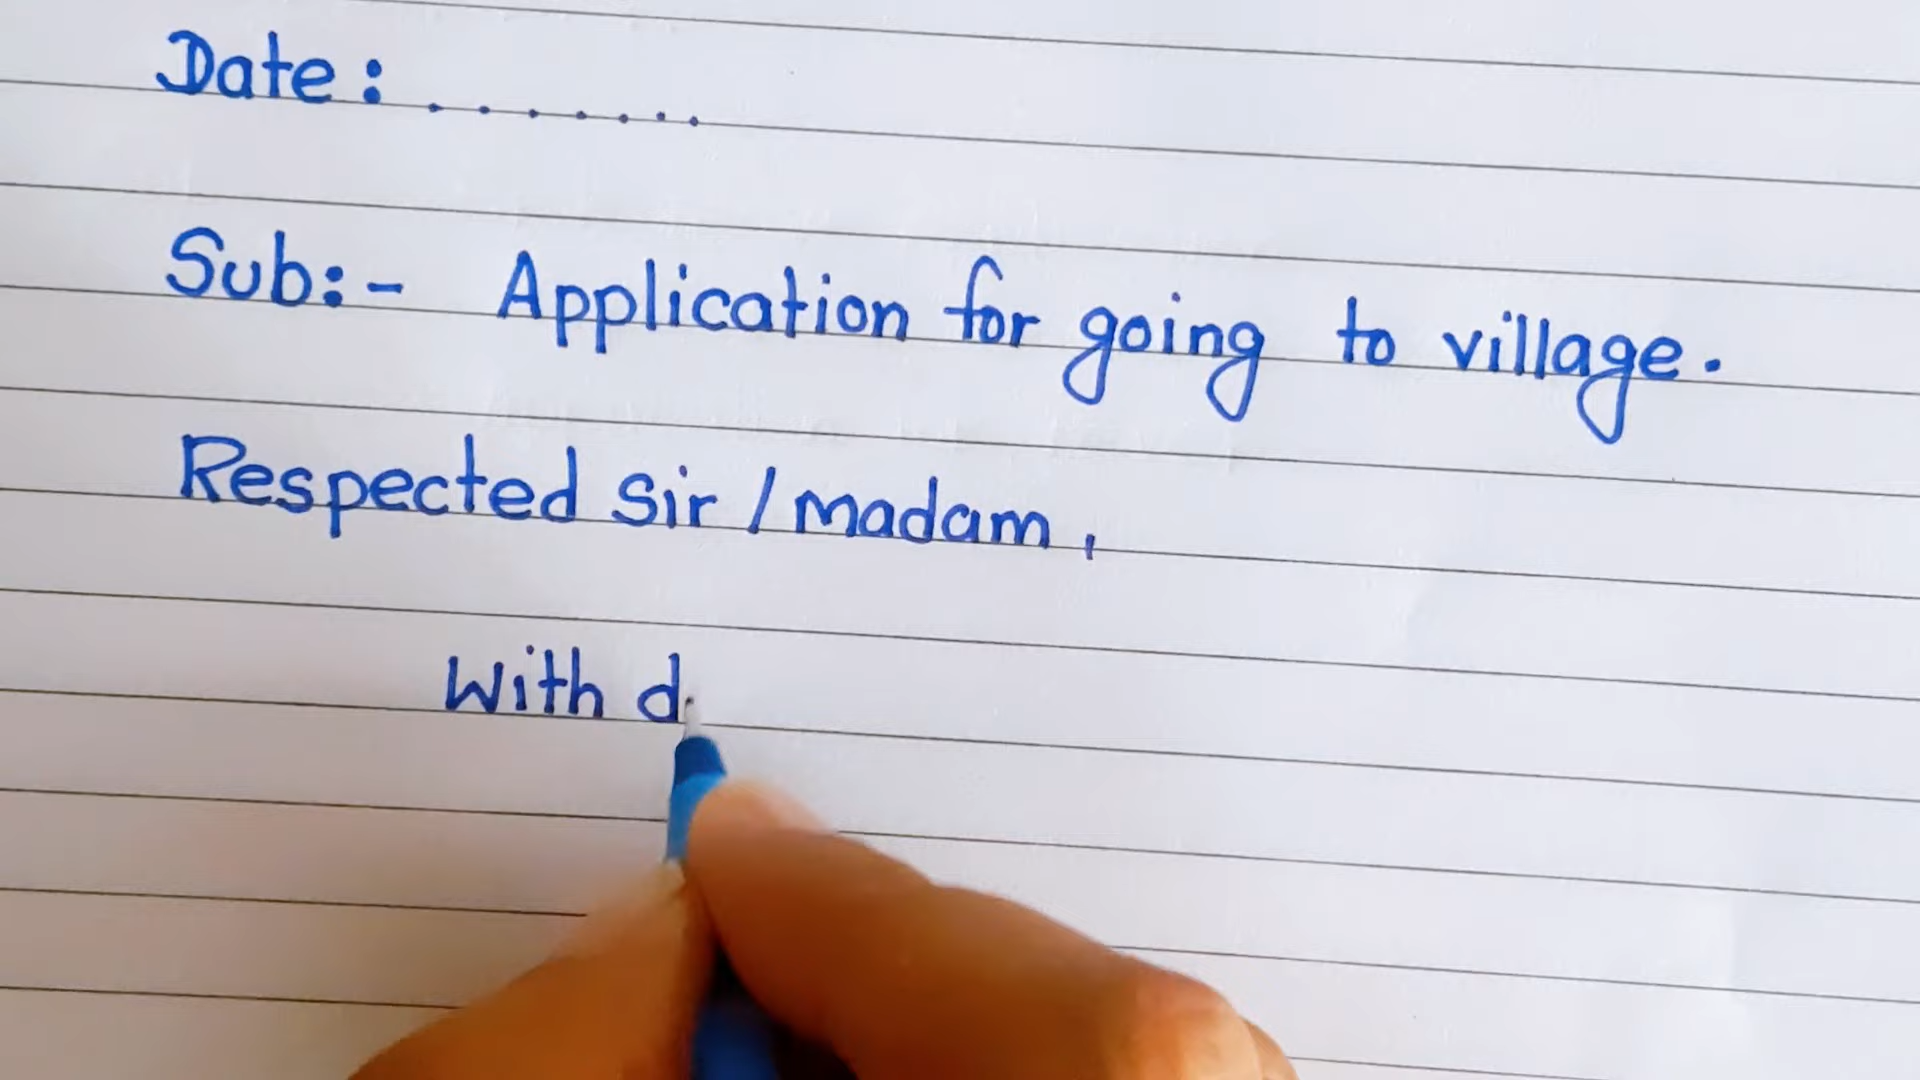 Date : .......
Sub:- Application for going to village.
Respected Sir / madam ,
With d